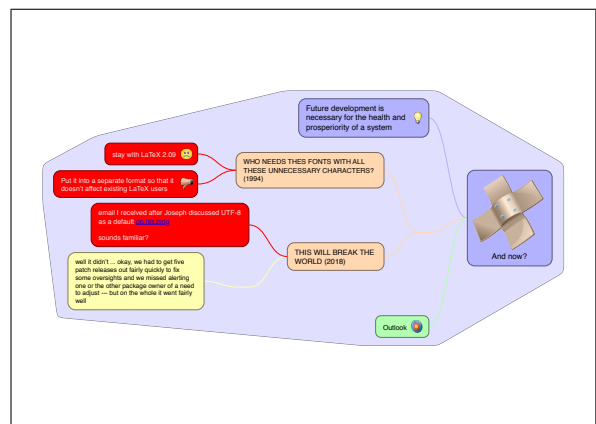 Future development is
necessary for the health and
prosperiority of a system
stay with LaTeX 2.09
Put it into a separate format so that it
doesn't affect existing LaTeX users
WHO NEEDS THES FONTS WITH ALL
THESE UNNECESSARY CHARACTERS?
(1994)
email I received after Joseph discussed UTF-8
as a default
sounds familiar?
THIS WILL BREAK THE
WORLD (2018)
well it didn't ... okay, we had to get five
patch releases out fairly quickly to fix
some oversights and we missed alerting
one or the other package owner of a need
to adjust --- but on the whole it went fairly
well
And now?
Outlook